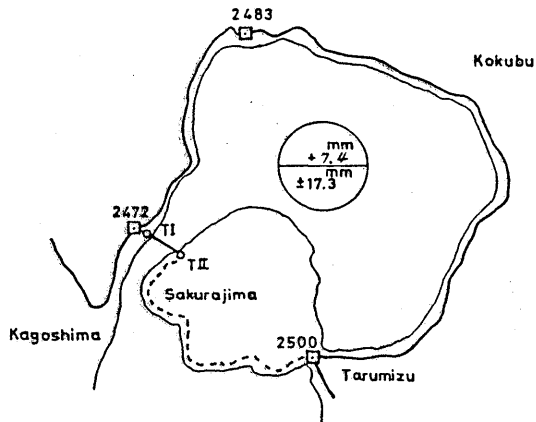 2483
Kokubu
mm
+7.4
mm
±17.3
2472
TI
TII
Sakurajima
Kagoshima
2500
Tarumizu